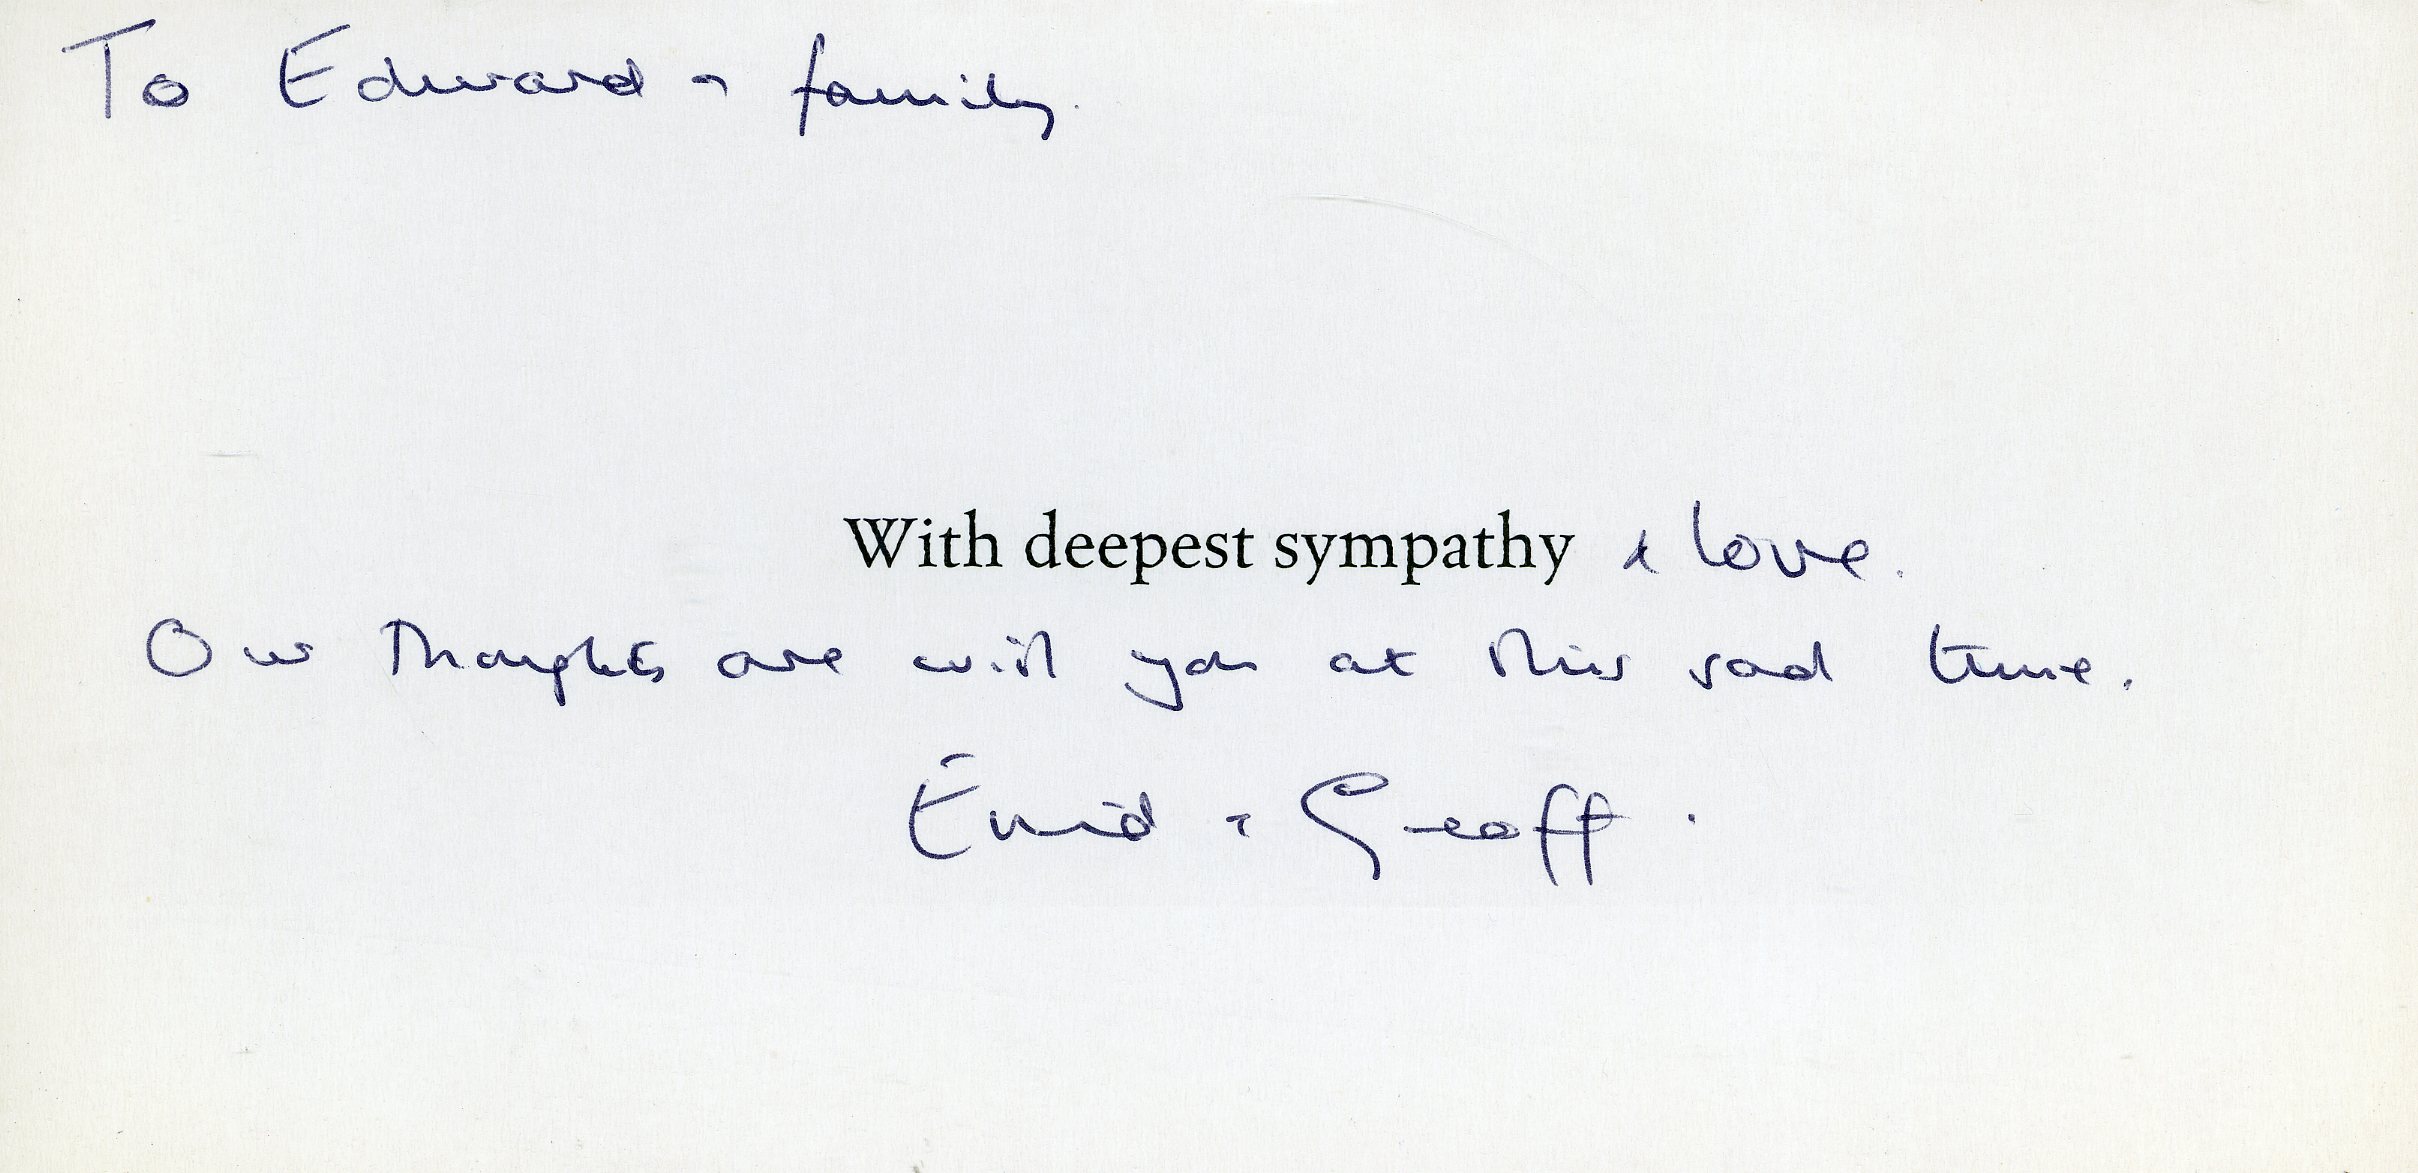 To Edward & family.
With deepest sympathy & love.
Our thoughts are with you at this sad time.
Enid & Geoff.